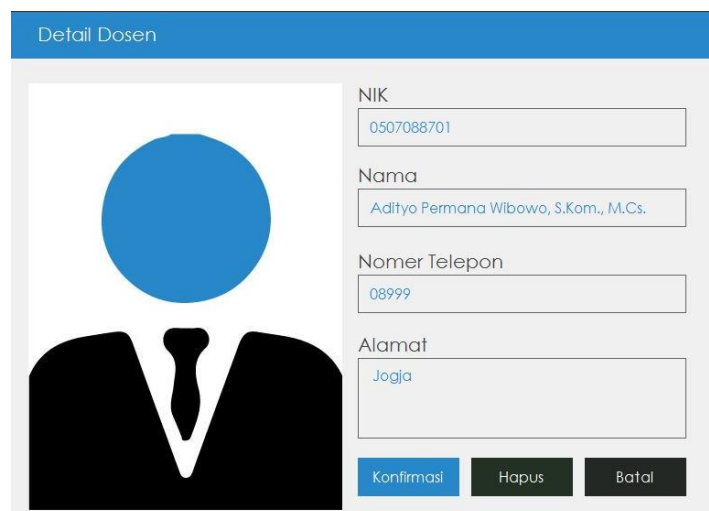 Detail Dosen
NIK
0507088701
Nama
Adityo Permana Wibowo, S.Kom., M.Cs.
Nomer Telepon
08999
Alamat
Jogja
Konfirmasi Hapus Batal